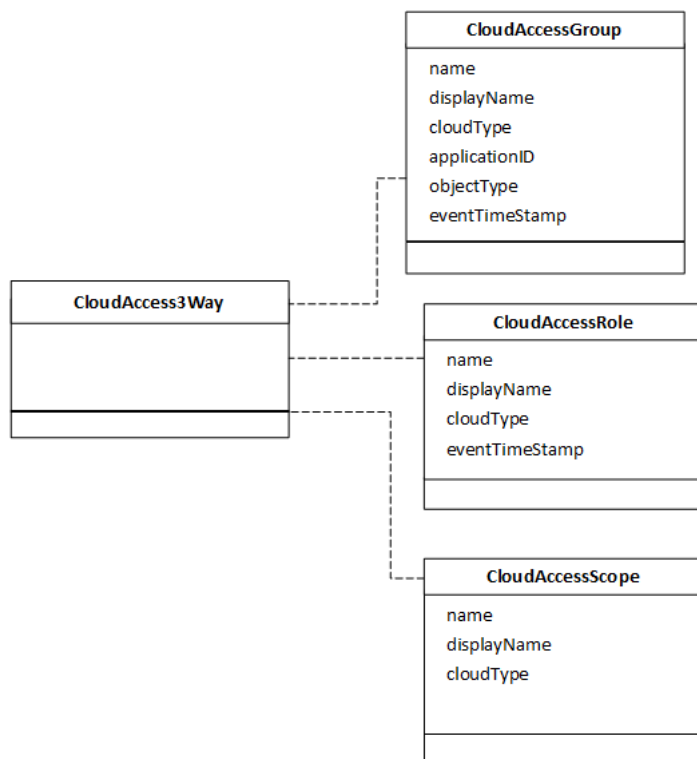 CloudAccessGroup
name
displayName
cloudType
applicationID
objectType
eventTimeStamp
CloudAccess3Way
CloudAccessRole
name
displayName
cloudType
eventTimeStamp
CloudAccessScope
name
displayName
cloudType